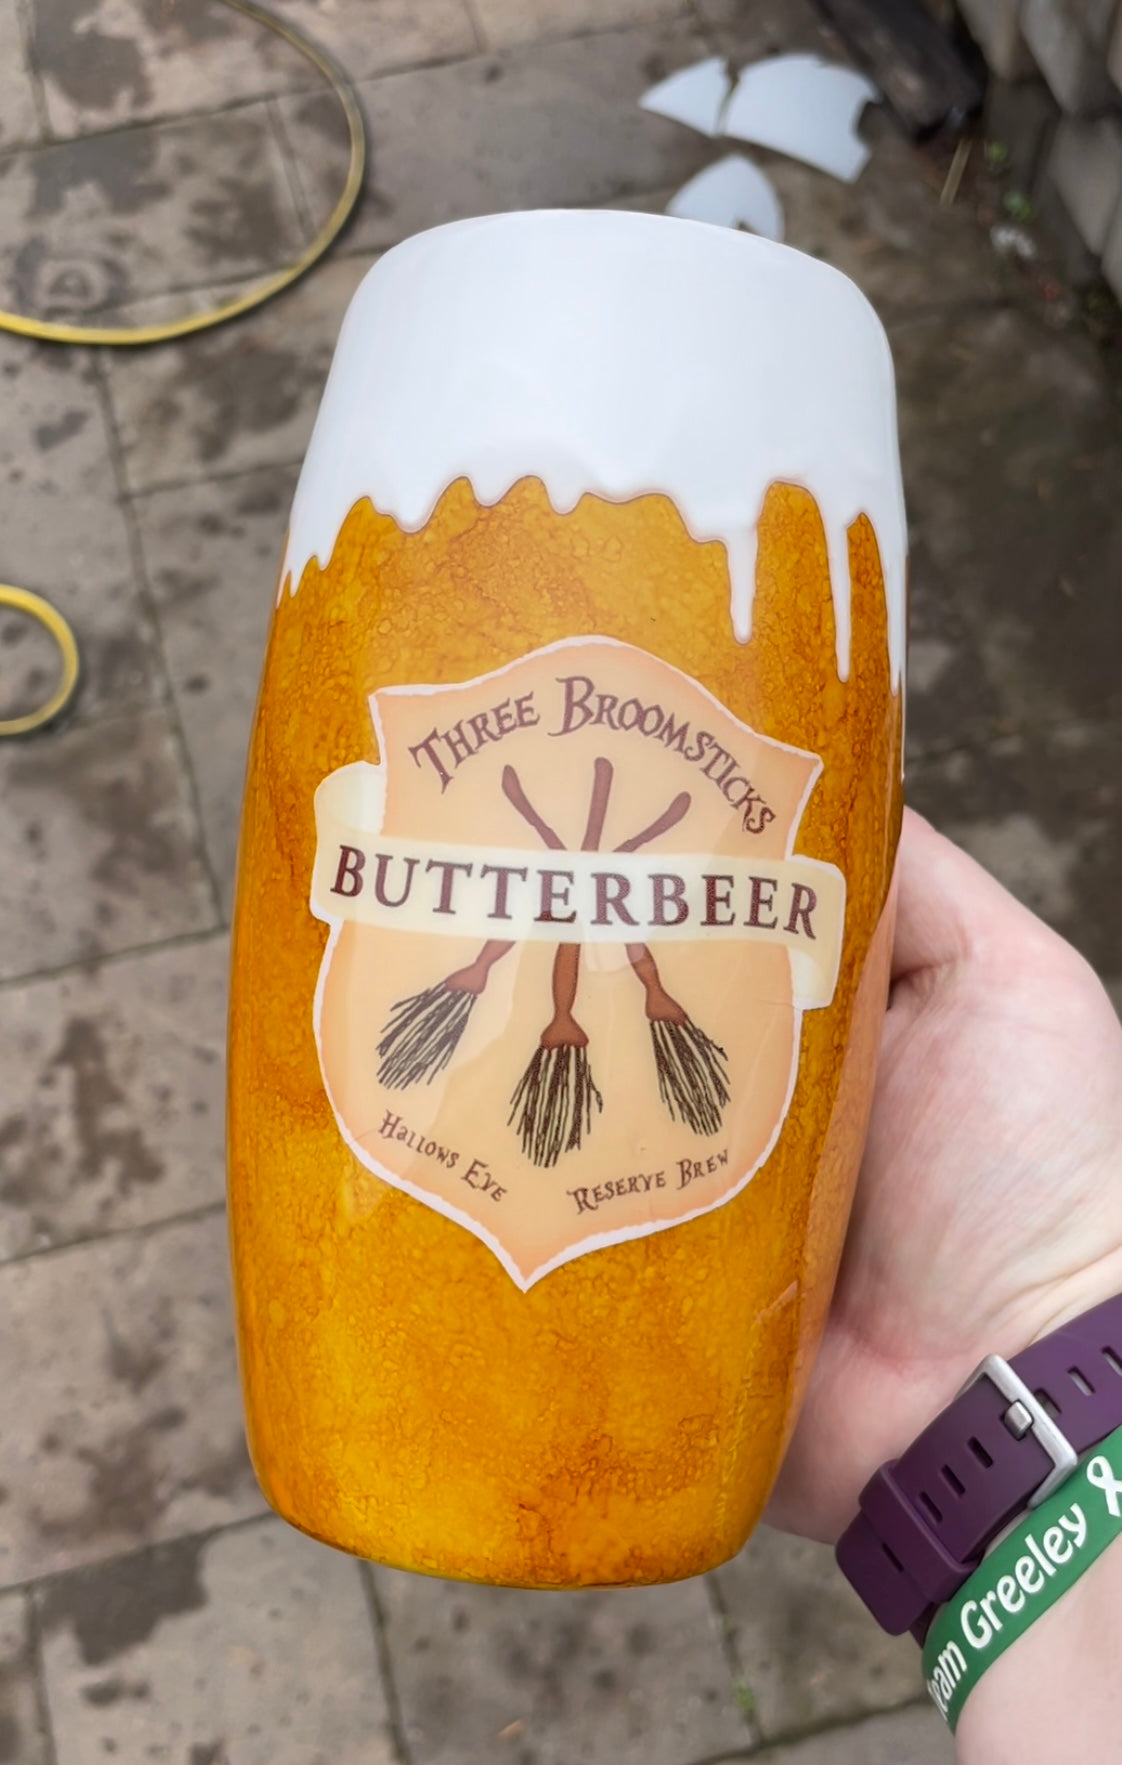 THREE BROOMSTICKS
BUTTERBEER
HALLOWS EVE
RESERVE BREW
Team Greeley